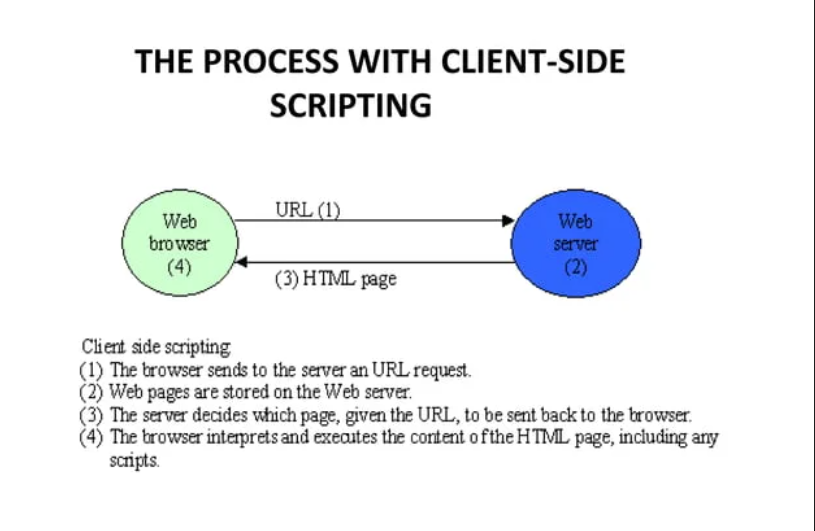 THE PROCESS WITH CLIENT-SIDE
SCRIPTING
Web
browser
(4)
URL (1)
(3) HTML page
Web
server
(2)
Client side scripting
(1) The browser sends to the server an URL request.
(2) Web pages are stored on the Web server.
(3) The server decides which page, given the URL, to be sent back to the browser.
(4) The browser interprets and executes the content of the HTML page, including any
scripts.